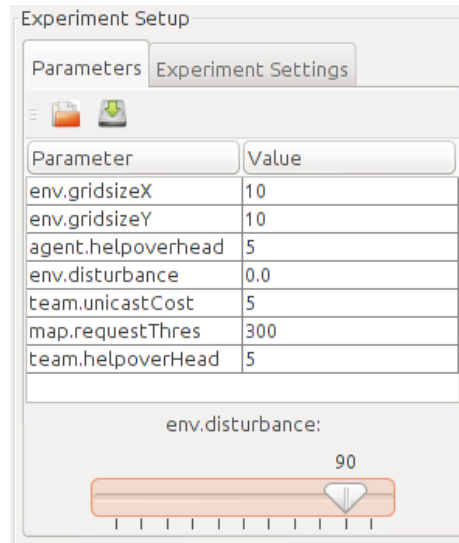 Experiment Setup
Parameters Experiment Settings
Parameter Value
env.gridsizeX 10
env.gridsizeY 10
agent.helpoverhead 5
env.disturbance 0.0
team.unicastCost 5
map.requestThres 300
team.helpoverHead 5
env.disturbance:
90